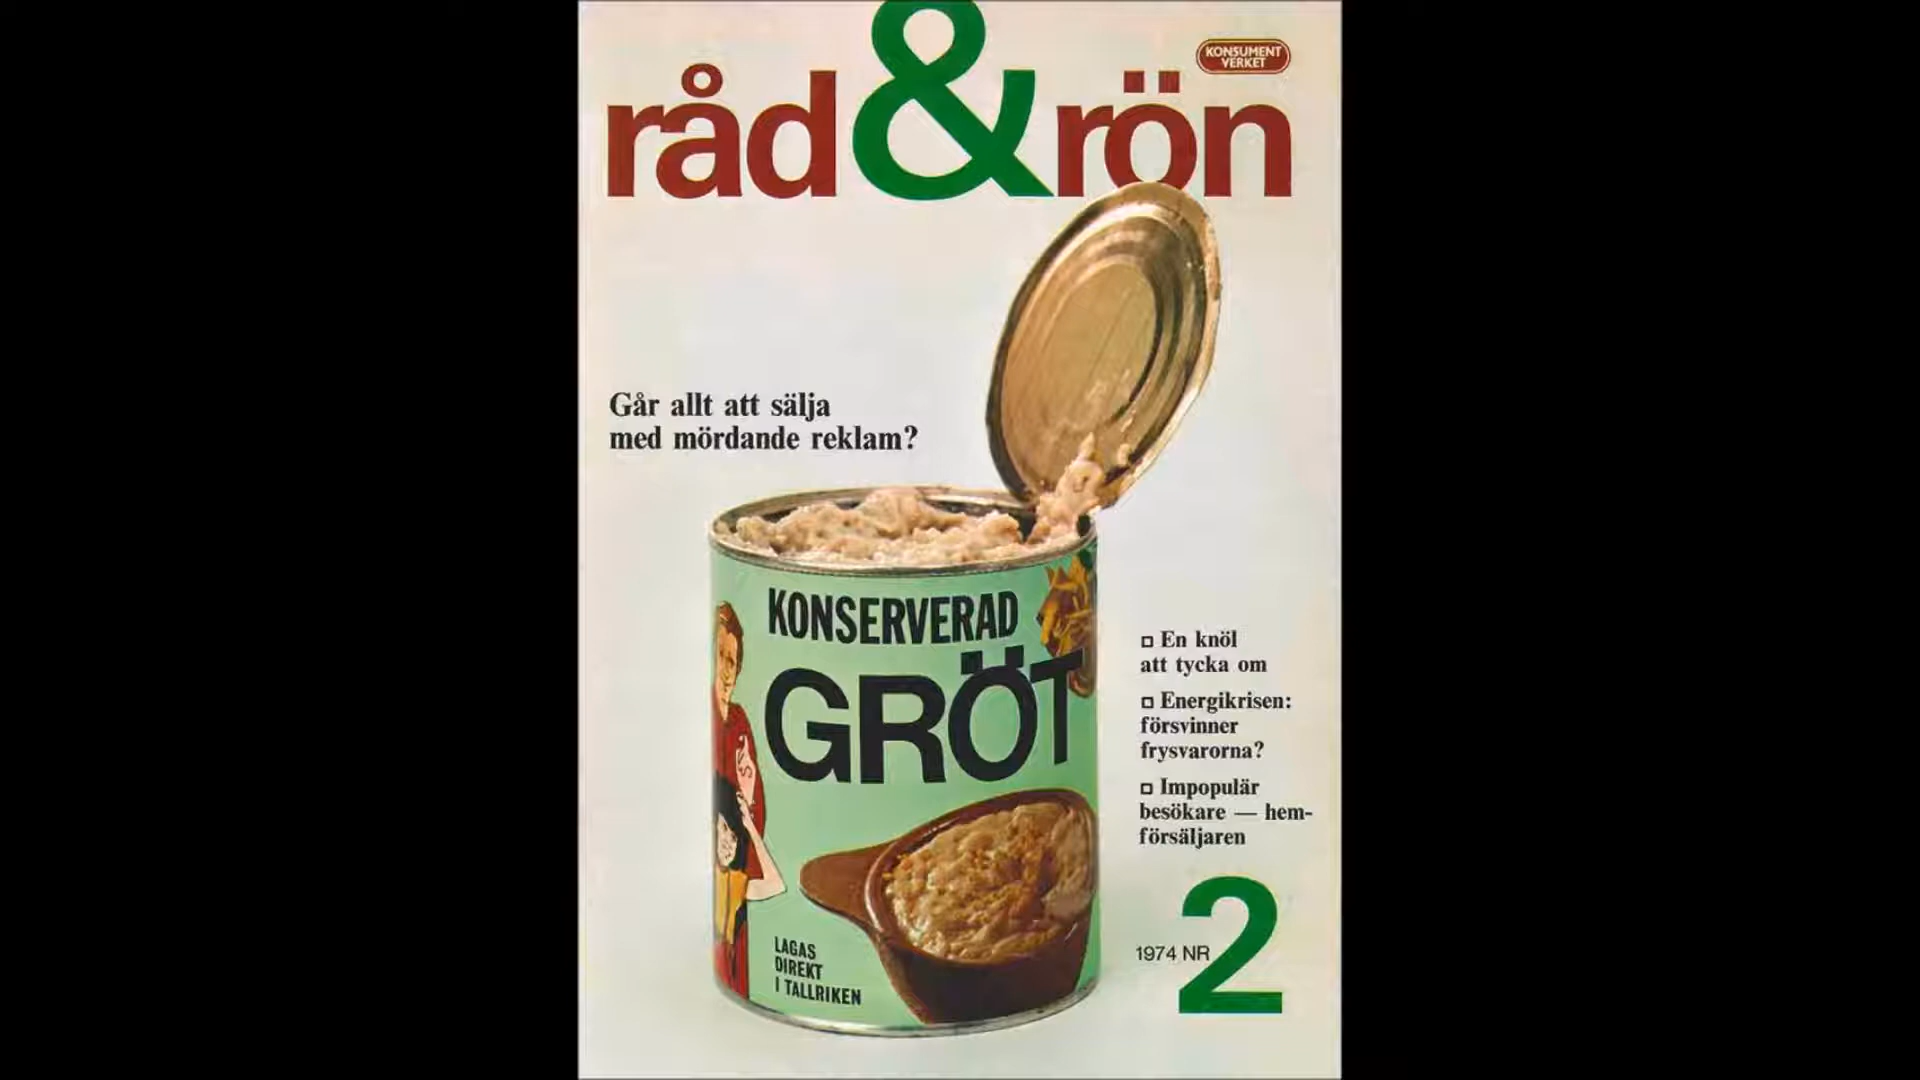 råd & rön
KONSUMENT
VERKET
Går allt att sälja
med mördande reklam?
KONSERVERAD
GRÖT
LAGAS
DIREKT
I TALLRIKEN
□ En knöl
att tycka om
□ Energikrisen:
försvinner
frysvarorna?
□ Impopulär
besökare — hem-
försäljaren
1974 NR 2